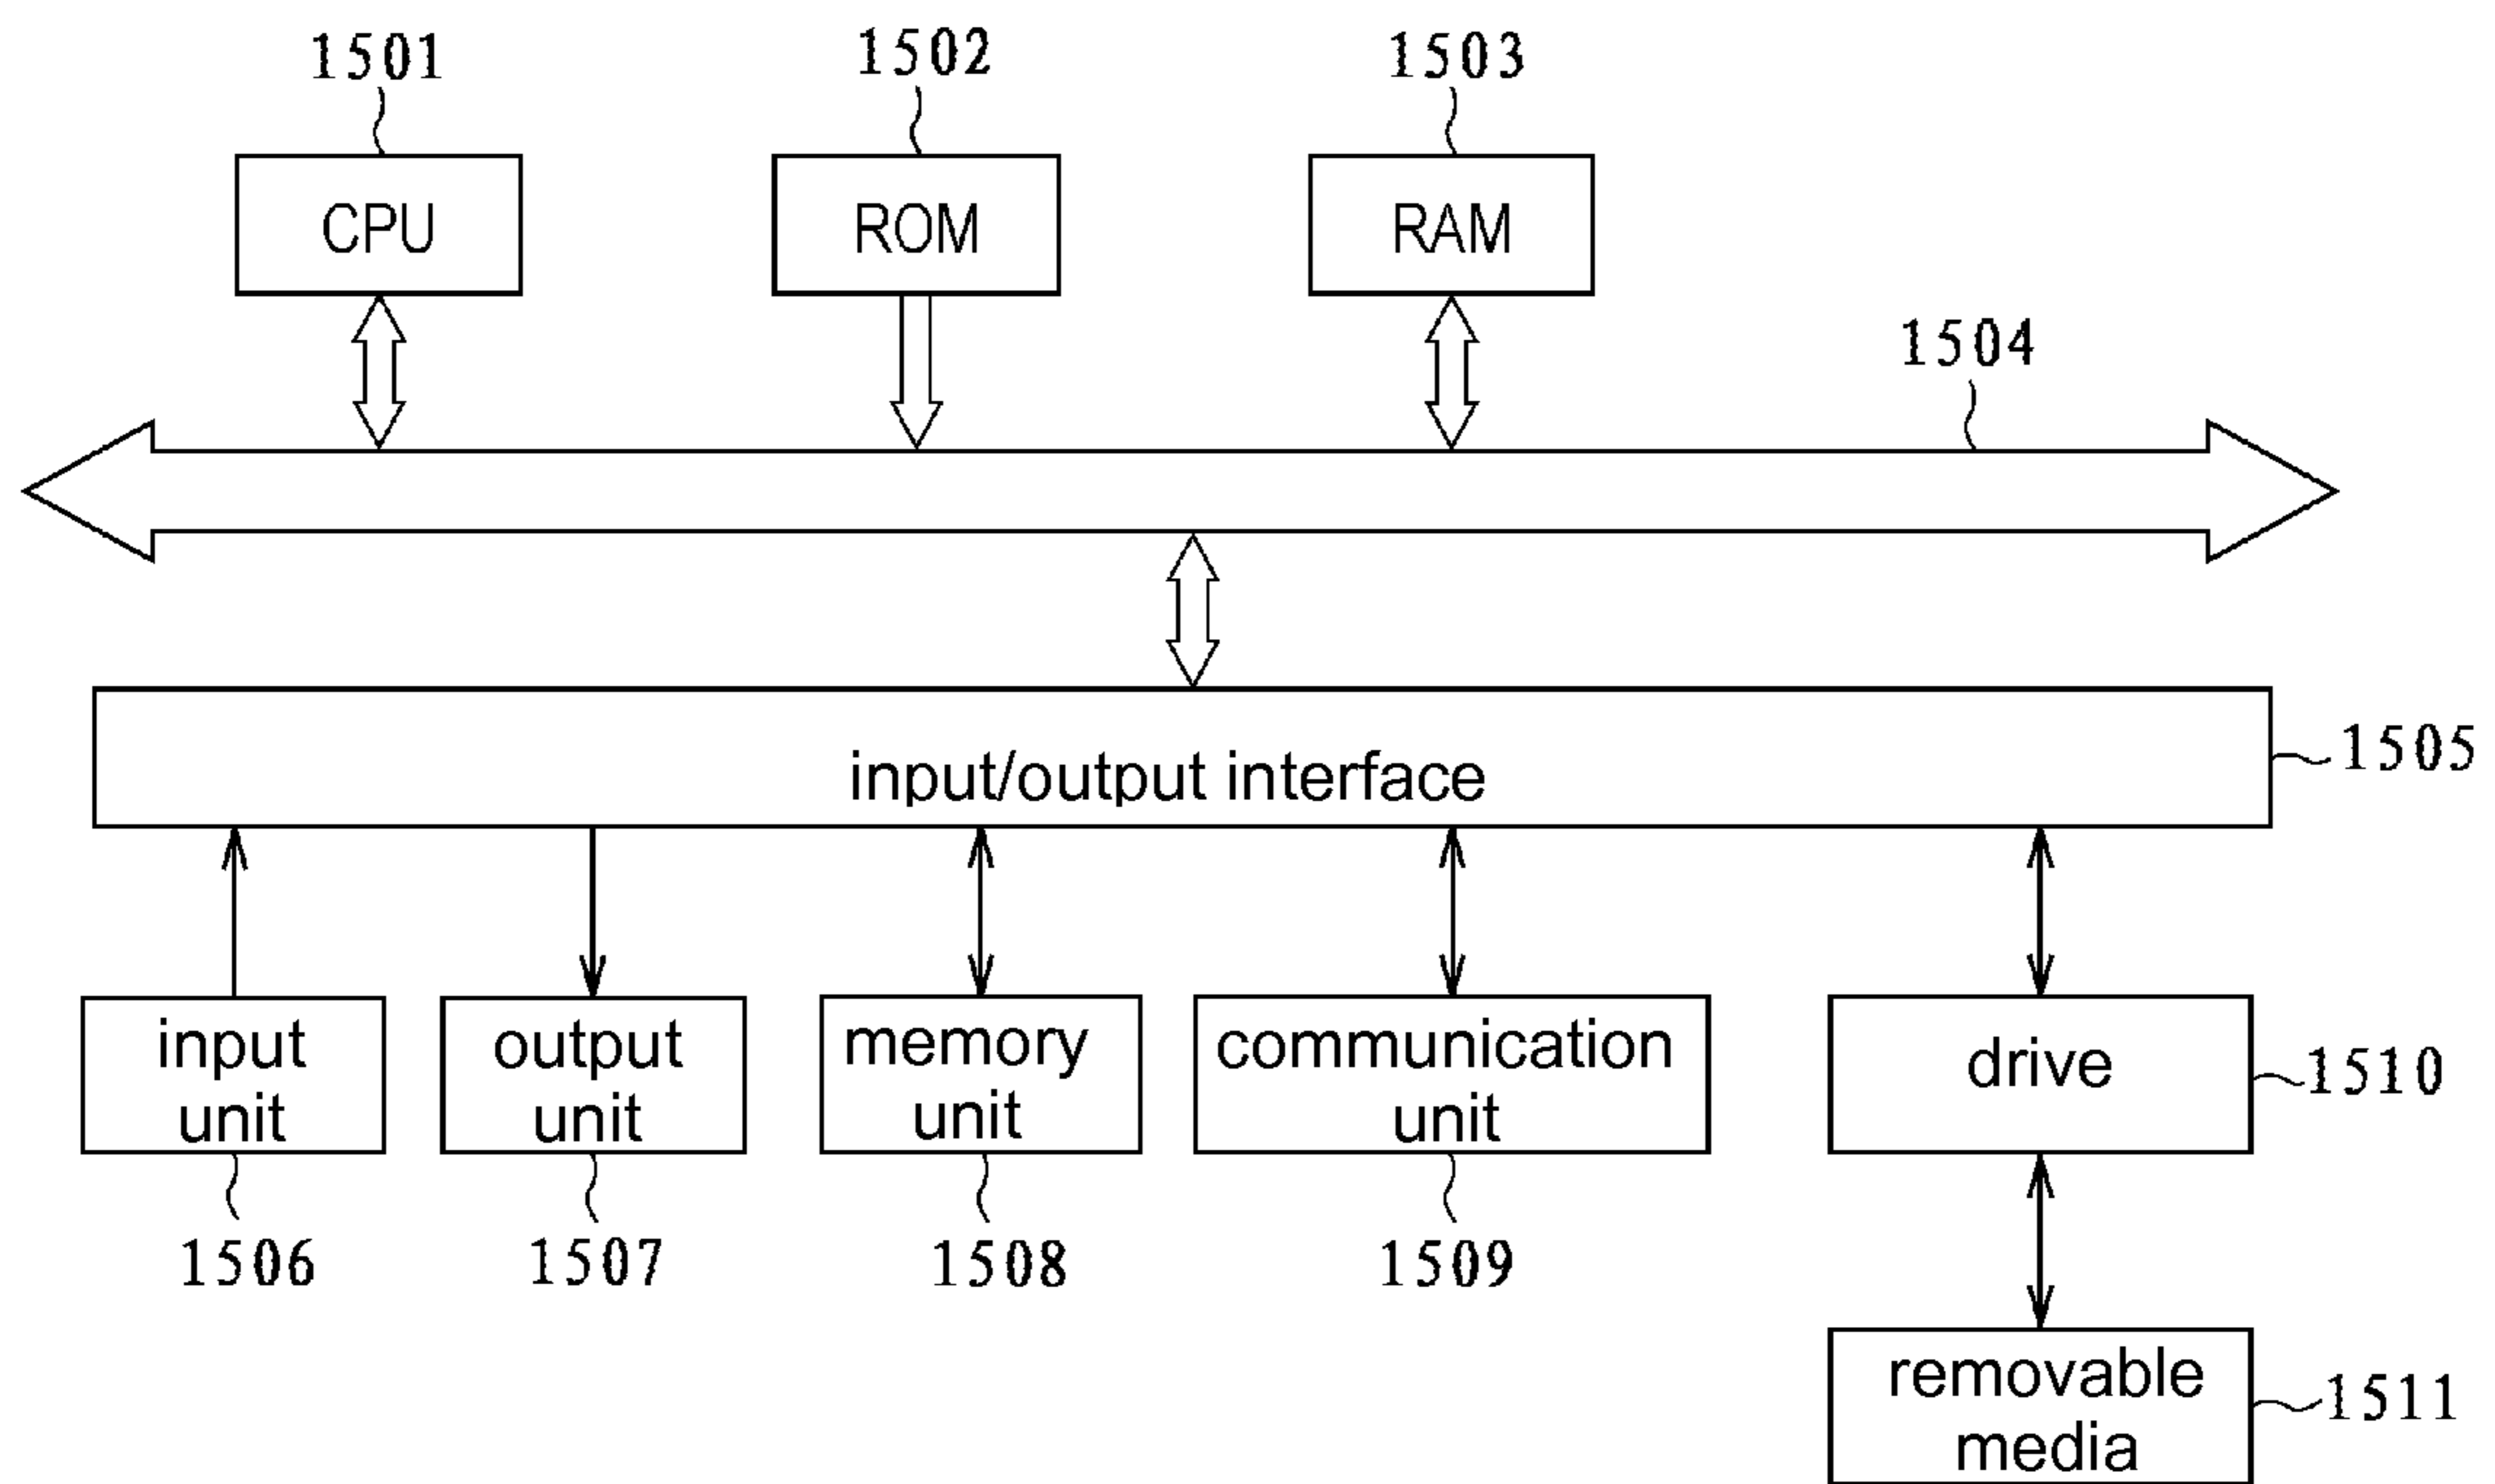 1501
1502
1503
CPU
ROM
RAM
1504
input/output interface
1505
input
unit
output
unit
memory
unit
communication
unit
drive
1510
1506
1507
1508
1509
removable
media
1511